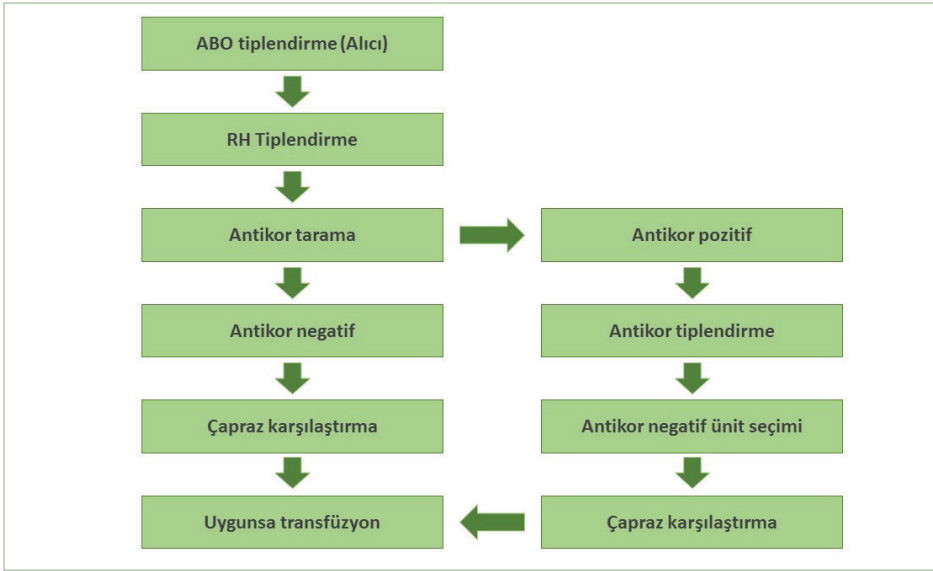 ABO tiplendirme (Alıcı)
RH Tiplendirme
Antikor tarama
Antikor pozitif
Antikor negatif
Antikor tiplendirme
Çapraz karşılaştırma
Antikor negatif ünit seçimi
Uygunsa transfüzyon
Çapraz karşılaştırma